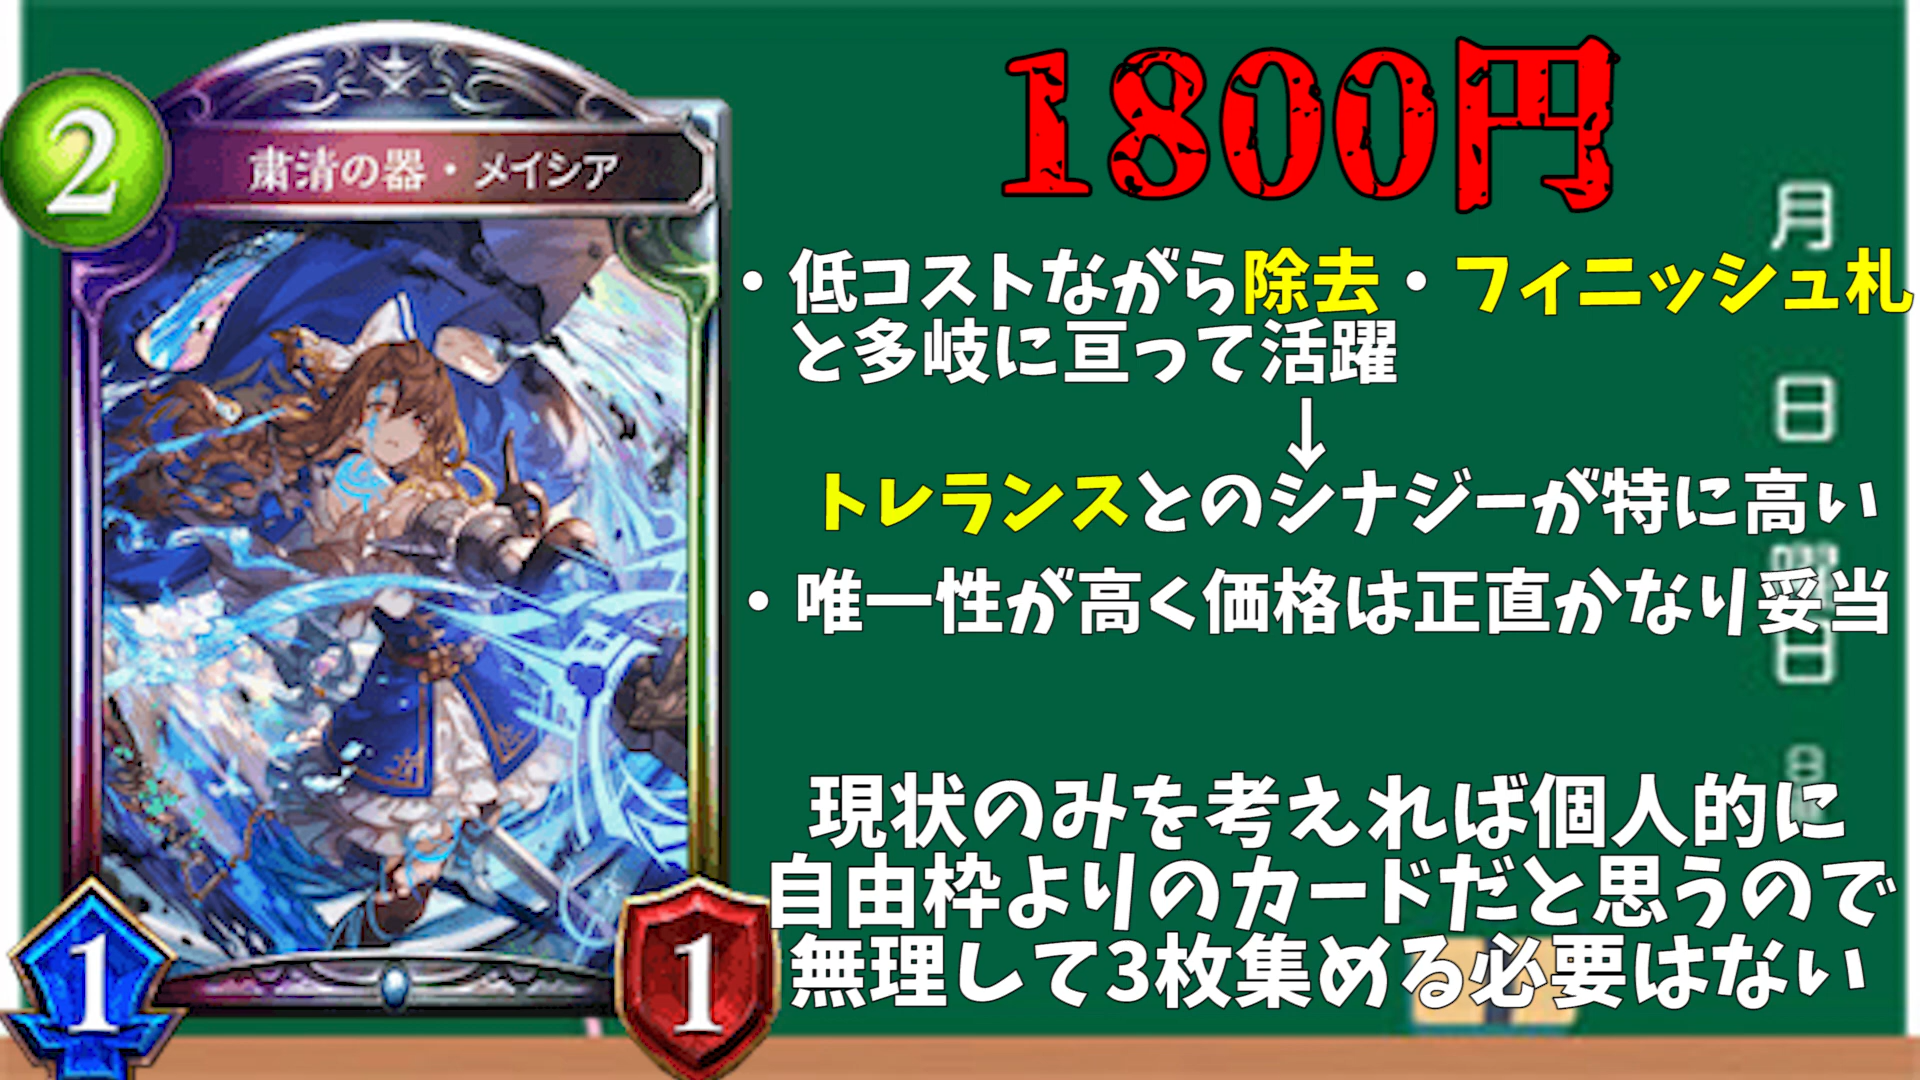 2
粛清の器・メイシア
1
1
1800円
・低コストながら除去・フィニッシュ札
と多岐に亘って活躍
↓
トレランスとのシナジーが特に高い
・唯一性が高く価格は正直かなり妥当
現状のみを考えれば個人的に
自由枠よりのカードだと思うので
無理して3枚集める必要はない
月
日
日